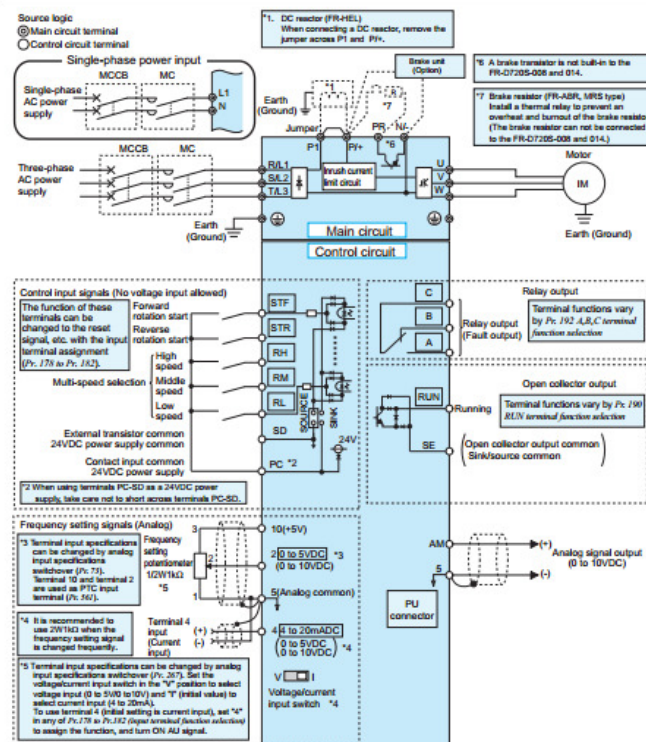 Source logic
Main circuit terminal
Control circuit terminal
Single-phase power input
MCCB
MC
Single-phase
AC power
supply
L1
N
*1. DC reactor (FR-HEL)
When connecting a DC reactor, remove the
jumper across P1 and P/+.
Brake unit
(Option)
*6 A brake transistor is not built-in to the
FR-D720S-008 and 014.
*7 Brake resistor (FR-ABR, MRS type)
Install a thermal relay to prevent an
overheat and burnout of the brake resistor.
(The brake resistor can not be connected
to the FR-D720S-008 and 014.)
Earth
(Ground)
*1
*7
R
Jumper
P1
P/+
PR
N/-
*6
MCCB
MC
Three-phase
AC power
supply
R/L1
S/L2
T/L3
Inrush current
limit circuit
U
V
W
Motor
IM
Earth
(Ground)
Earth
(Ground)
Main circuit
Control circuit
Control input signals (No voltage input allowed)
The function of these
terminals can be
changed to the reset
signal, etc. with the input
terminal assignment
(Pr. 178 to Pr. 182).
Forward
rotation start
Reverse
rotation start
High
speed
Multi-speed selection
Middle
speed
Low
speed
External transistor common
24VDC power supply common
Contact input common
24VDC power supply
STF
STR
RH
RM
RL
SD
PC *2
SOURCE
SINK
24V
*2 When using terminals PC-SD as a 24VDC power
supply, take care not to short across terminals PC-SD.
C
B
A
Relay output
Terminal functions vary
by Pr. 192 A,B,C terminal
function selection
Relay output
(Fault output)
Open collector output
RUN
Running
Terminal functions vary by Pr. 190
RUN terminal function selection
SE
Open collector output common
Sink/source common
Frequency setting signals (Analog)
*3 Terminal input specifications
can be changed by analog
input specifications
switchover (Pr. 73).
Terminal 10 and terminal 2
are used as PTC input
terminal (Pr. 561).
Frequency
setting
potentiometer
1/2W1kΩ
*5
3
2
1
10(+5V)
2 0 to 5VDC *3
(0 to 10VDC)
5(Analog common)
*4 It is recommended to
use 2W1kΩ when the
frequency setting signal
is changed frequently.
Terminal 4
input
(Current
input)
(+)
(-)
4 4 to 20mADC
0 to 5VDC
0 to 10VDC *4
V I
Voltage/current
input switch *4
*5 Terminal input specifications can be changed by analog
input specifications switchover (Pr. 267). Set the
voltage/current input switch in the "V" position to select
voltage input (0 to 5V/0 to10V) and "I" (initial value) to
select current input (4 to 20mA).
To use terminal 4 (initial setting is current input), set "4"
in any of Pr.178 to Pr.182 (input terminal function selection)
to assign the function, and turn ON AU signal.
AM
5
(+)
(-)
Analog signal output
(0 to 10VDC)
PU
connector